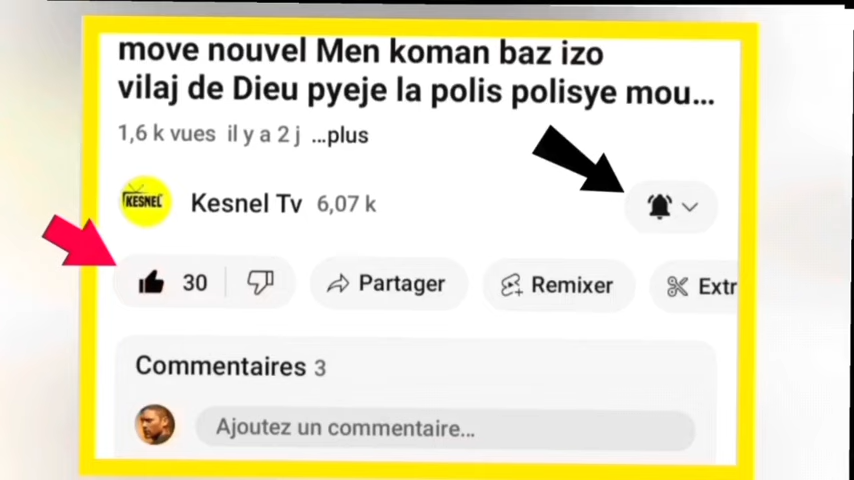 move nouvel Men koman baz izo
vilaj de Dieu pyeje la polis polisye mou...
1,6 k vues il y a 2 j ...plus
KESNEL
Kesnel Tv 6,07 k
30 Partager Remixer Extr
Commentaires 3
Ajoutez un commentaire...